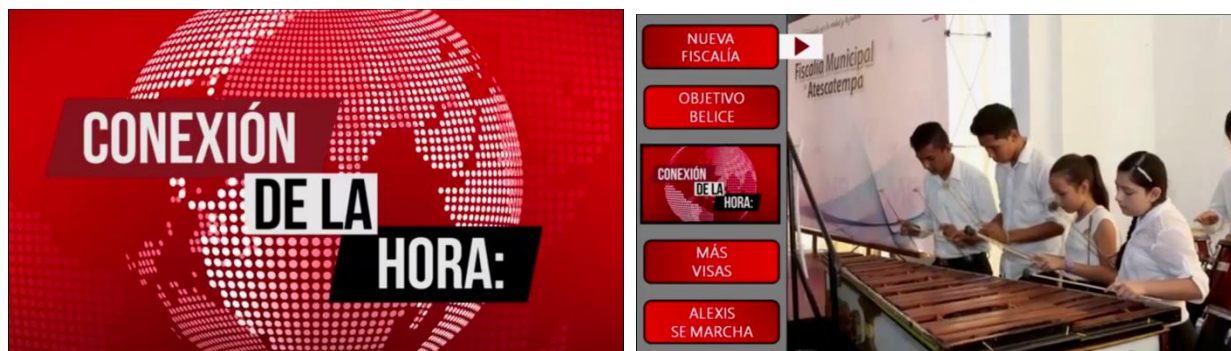 CONEXIÓN
DE LA
HORA:
NUEVA
FISCALÍA
OBJETIVO
BELICE
CONEXIÓN
DE LA
HORA:
MÁS
VISAS
ALEXIS
SE MARCHA
Fiscalía Municipal
Atescatempa